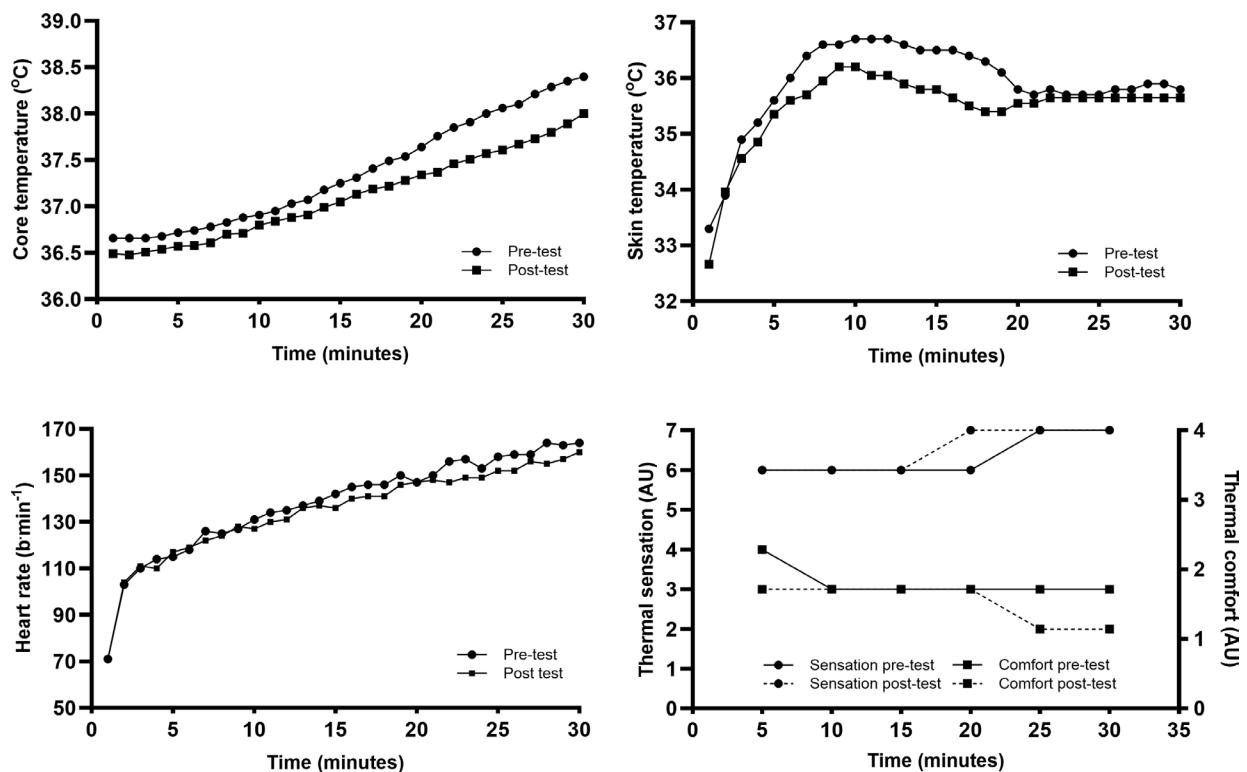 Core temperature (°C)
39.0
38.5
38.0
37.5
37.0
36.5
36.0
Pre-test
Post-test
0 5 10 15 20 25 30
Time (minutes)
Skin temperature (°C)
37
36
35
34
33
32
Pre-test
Post-test
0 5 10 15 20 25 30
Time (minutes)
Heart rate (b·min⁻¹)
170
150
130
110
90
70
50
Pre-test
Post test
0 5 10 15 20 25 30
Time (minutes)
Thermal sensation (AU)
7
6
5
4
3
2
1
0
Sensation pre-test
Sensation post-test
Comfort pre-test
Comfort post-test
4
3
2
1
0
Thermal comfort (AU)
0 5 10 15 20 25 30 35
Time (minutes)